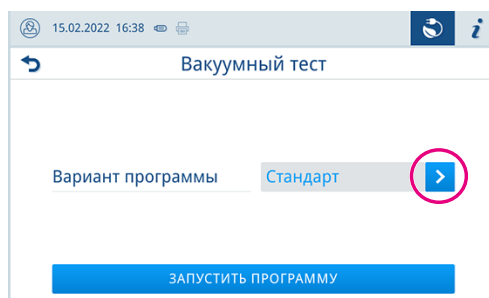 15.02.2022 16:38
i
Вакуумный тест
Вариант программы Стандарт
ЗАПУСТИТЬ ПРОГРАММУ